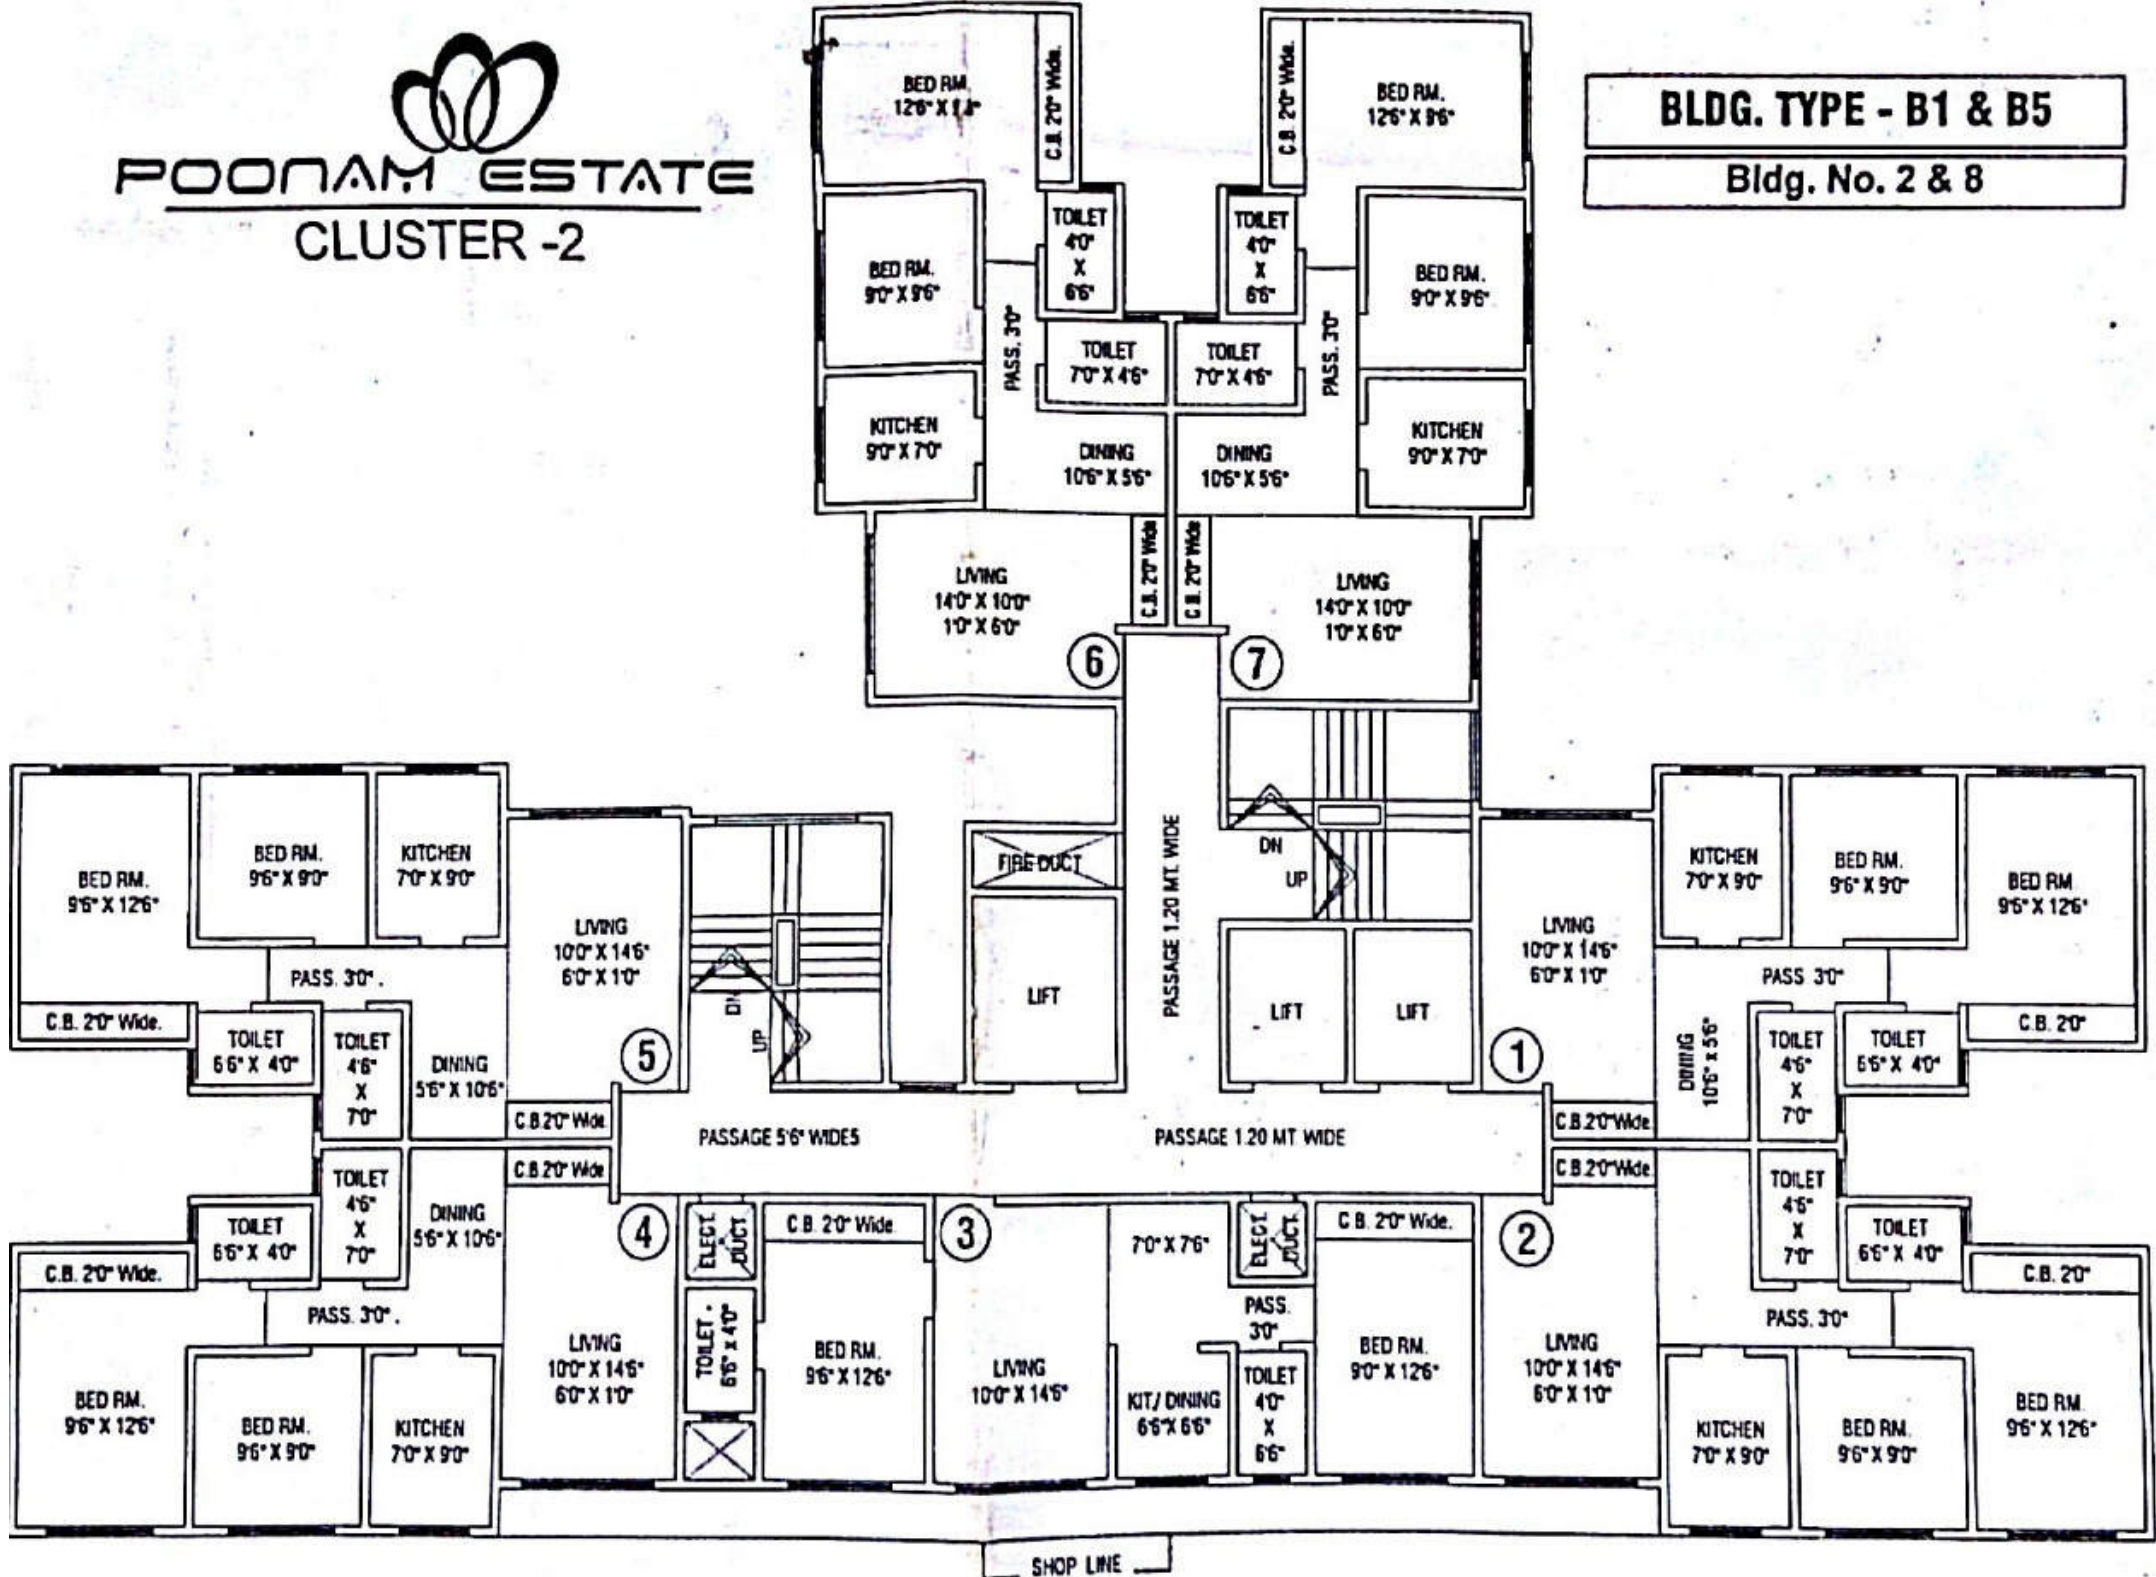 POONAM ESTATE
CLUSTER -2
BLDG. TYPE - B1 & B5
Bldg. No. 2 & 8
BED RM.
C.B. 2'0" Wide.
C.B. 2'0" Wide.
BED RM.
12'6" X 9'6"
TOILET
4'0"
X
6'6"
TOILET
4'0"
X
6'6"
BED RM.
9'0" X 9'6"
BED RM.
9'0" X 9'6"
PASS. 3'0"
TOILET
7'0" X 4'6"
TOILET
7'0" X 4'6"
PASS. 3'0"
KITCHEN
9'0" X 7'0"
DINING
10'6" X 5'6"
DINING
10'6" X 5'6"
KITCHEN
9'0" X 7'0"
LIVING
14'0" X 10'0"
1'0" X 6'0"
C.B. 2'0" Wide
C.B. 2'0" Wide
LIVING
14'0" X 10'0"
1'0" X 6'0"
6
7
BED RM.
9'6" X 12'6"
BED RM.
9'6" X 9'0"
KITCHEN
7'0" X 9'0"
LIVING
10'0" X 14'6"
6'0" X 1'0"
5
DN
UP
FIRE DUCT
LIFT
PASSAGE 1.20 MT. WIDE
DN
UP
LIFT
LIFT
LIVING
10'0" X 14'6"
6'0" X 1'0"
1
KITCHEN
7'0" X 9'0"
BED RM.
9'6" X 9'0"
BED RM
9'6" X 12'6"
PASS. 3'0".
C.B. 2'0" Wide.
TOILET
6'6" X 4'0"
TOILET
4'6"
X
7'0"
DINING
5'6" X 10'6"
C.B.2'0" Wide
PASS 3'0"
DINING
10'6" x 5'6"
TOILET
4'6"
X
7'0"
TOILET
6'6" X 4'0"
C.B. 2'0"
C.B.2'0"Wide
PASSAGE 5'6" WIDE5
PASSAGE 1.20 MT WIDE
C.B.2'0" Wide
TOILET
4'6"
X
7'0"
DINING
5'6" X 10'6"
TOILET
6'6" X 4'0"
C.B. 2'0" Wide.
PASS. 3'0".
BED RM.
9'6" X 12'6"
BED RM.
9'6" X 9'0"
KITCHEN
7'0" X 9'0"
4
LIVING
10'0" X 14'6"
6'0" X 1'0"
ELECT.
DUCT
TOILET.
6'6" x 4'0"
C.B. 2'0" Wide
BED RM.
9'6" X 12'6"
3
LIVING
10'0" X 14'6"
7'0" X 7'6"
KIT/ DINING
6'6"X 6'6"
ELECT.
DUCT
PASS.
3'0"
TOILET
4'0"
X
6'6"
C B. 2'0" Wide.
BED RM.
9'0" X 12'6"
2
LIVING
10'0" X 14'6"
6'0" X 1'0"
C.B.2'0"Wide
TOILET
4'6"
X
7'0"
TOILET
6'6" X 4'0"
C.B. 2'0"
PASS. 3'0"
KITCHEN
7'0" X 9'0"
BED RM.
9'6" X 9'0"
BED RM
9'6" X 12'6"
SHOP LINE